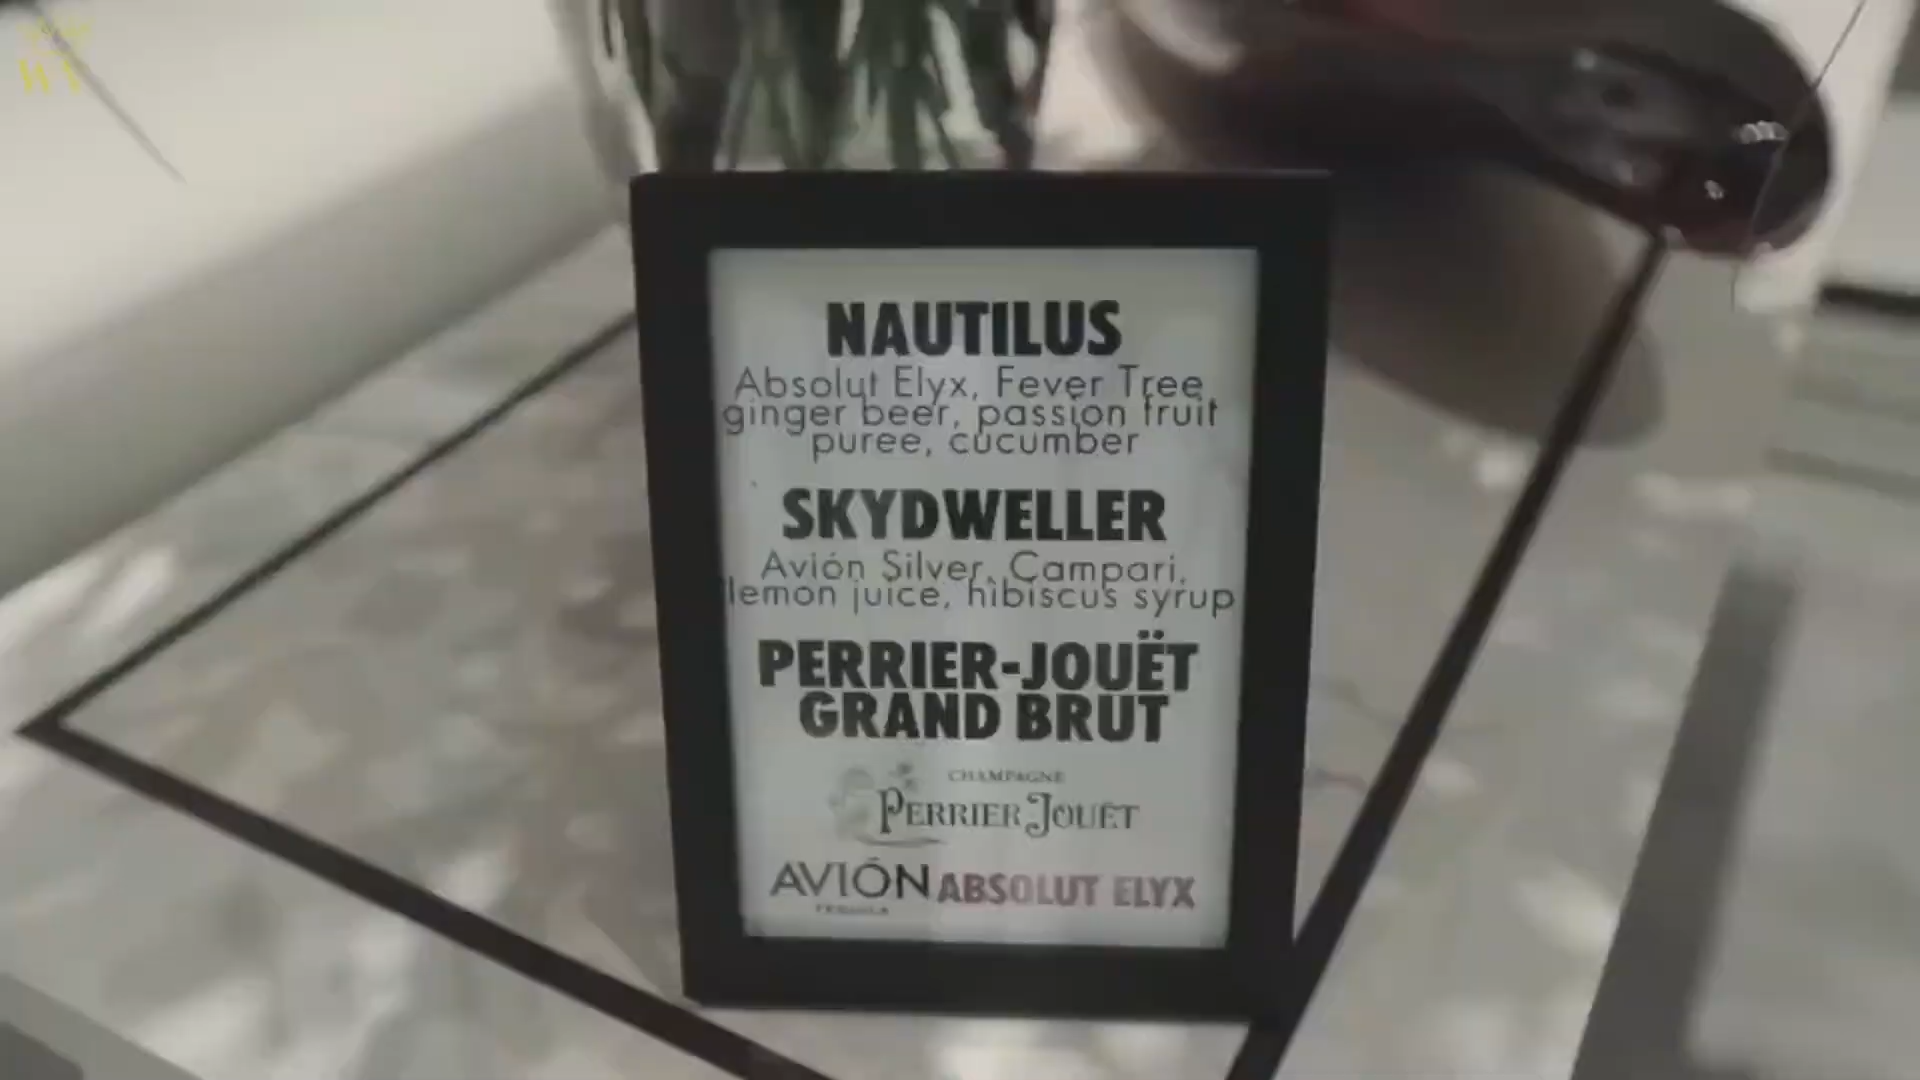 NAUTILUS
Absolut Elyx, Fever Tree
ginger beer, passion fruit
puree, cucumber
SKYDWELLER
Avión Silver, Campari,
lemon juice, hibiscus syrup
PERRIER-JOUËT
GRAND BRUT
CHAMPAGNE
PERRIER JOUËT
AVIÓN ABSOLUT ELYX
TEQUILA